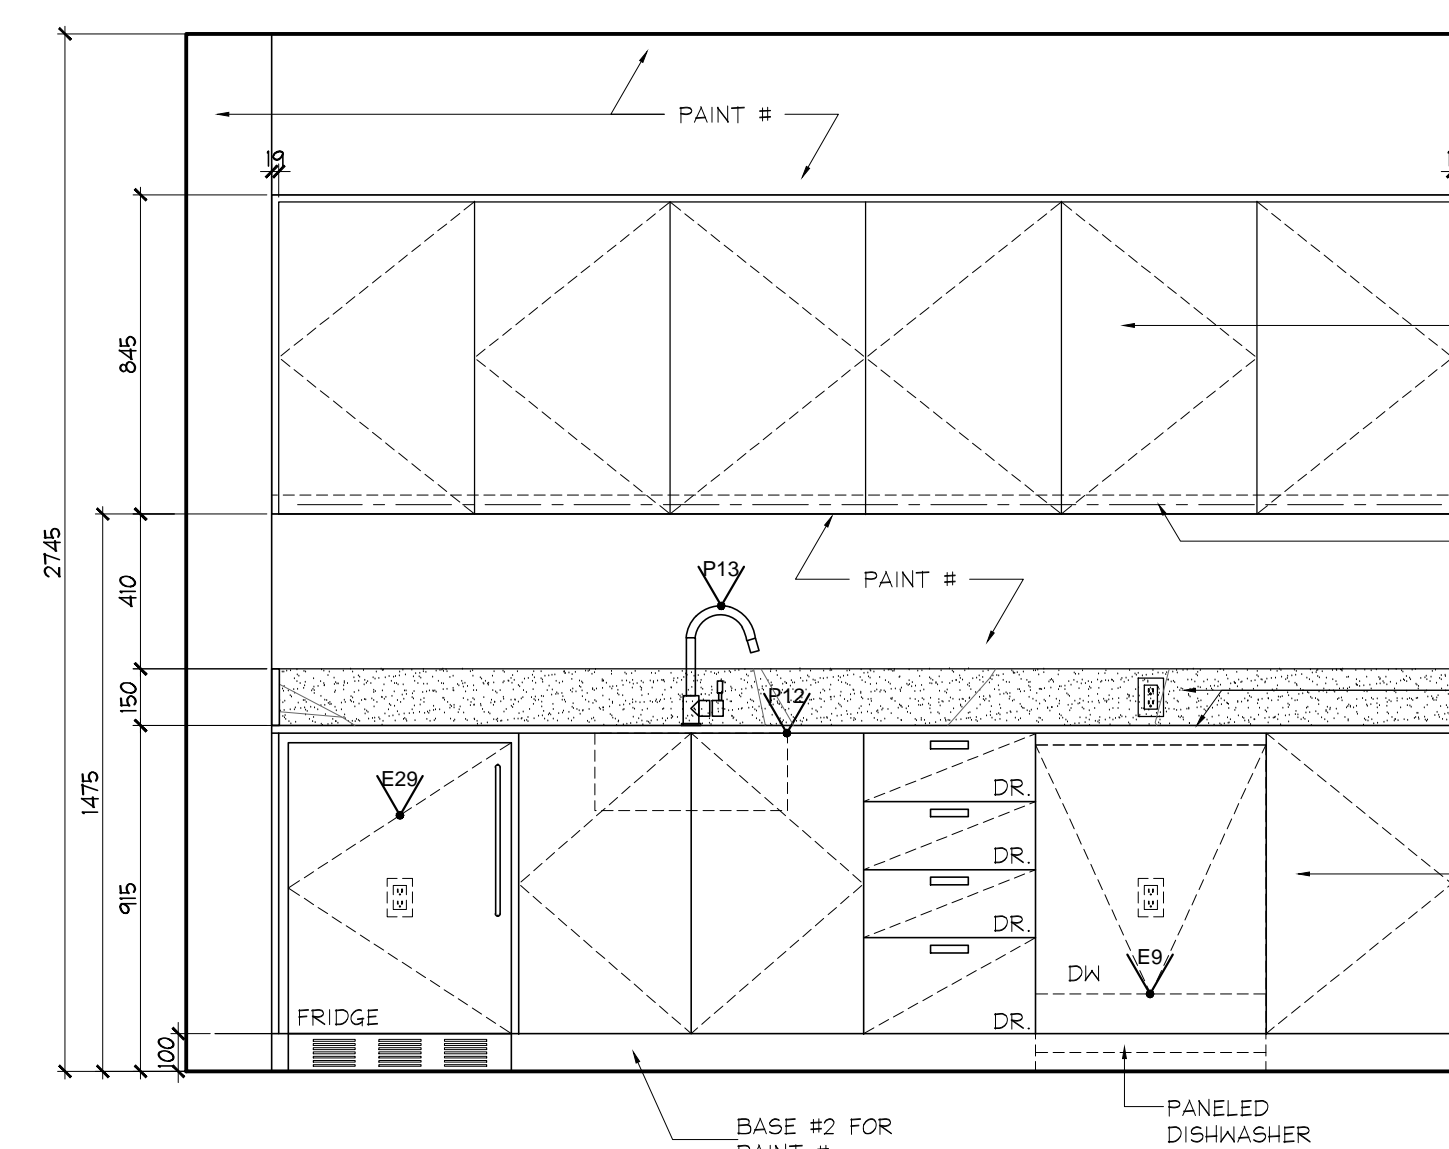 PAINT #
19
845
2745
410
P13
PAINT #
150
P12
1475
E29
DR.
DR.
915
DR.
E9
DW
FRIDGE
DR.
100
BASE #2 FOR
PAINT #
PANELED
DISHWASHER